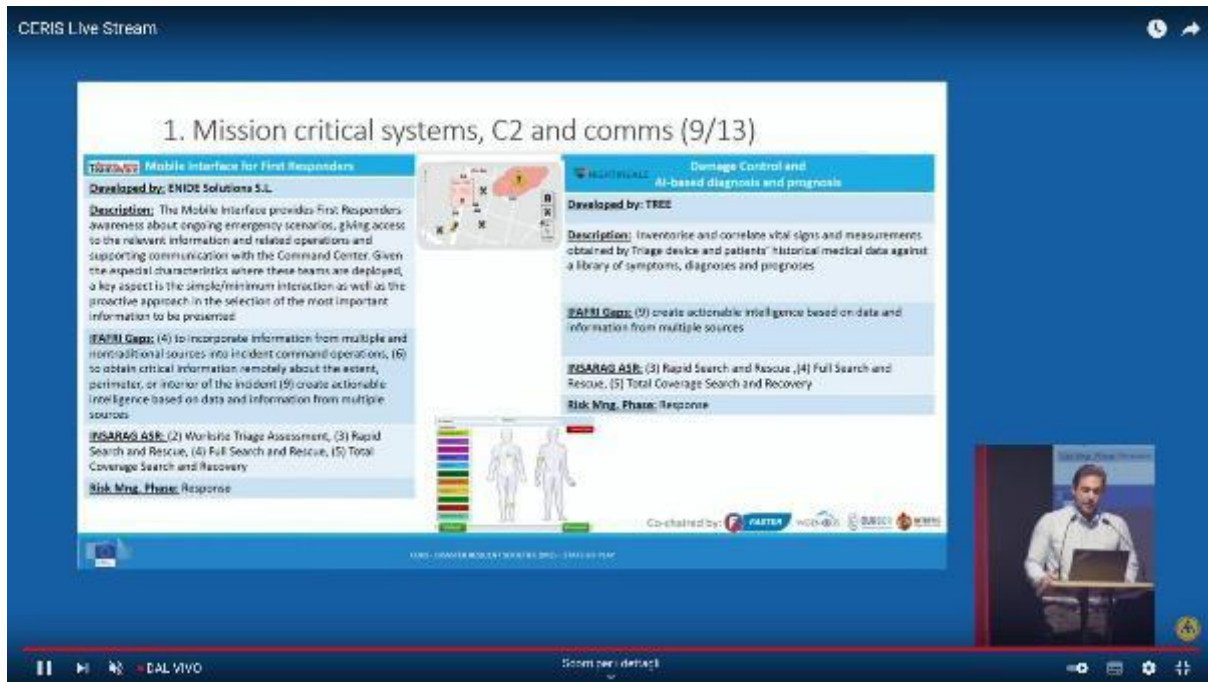 CERIS Live Stream
1. Mission critical systems, C2 and comms (9/13)
Mobile Interface for First Responders
Developed by: ENIDE Solutions S.L.
Description: The Mobile Interface provides First Responders
awareness about ongoing emergency scenarios, giving access
to the relevant information and related operations and
supporting communication with the Command Center. Given
the especial characteristics where these teams are deployed,
a key aspect is the simple/minimum interaction as well as the
proactive approach in the selection of the most important
information to be presented
IFAFRI Gaps: (4) to incorporate information from multiple and
nontraditional sources into incident command operations, (6)
to obtain critical information remotely about the extent,
perimeter, or interior of the incident (9) create actionable
intelligence based on data and information from multiple
sources
INSARAG ASR: (2) Worksite Triage Assessment, (3) Rapid
Search and Rescue, (4) Full Search and Rescue, (5) Total
Coverage Search and Recovery
Risk Mng. Phase: Response
NIGHTINGALE
Damage Control and
AI-based diagnosis and prognosis
Developed by: TREE
Description: Inventorise and correlate vital signs and measurements
obtained by Triage device and patients' historical medical data against
a library of symptoms, diagnoses and prognoses
IFAFRI Gaps: (9) create actionable intelligence based on data and
information from multiple sources
INSARAG ASR: (3) Rapid Search and Rescue ,(4) Full Search and
Rescue, (5) Total Coverage Search and Recovery
Risk Mng. Phase: Response
Co-chaired by: FASTER
CERIS - DISASTER RESILIENT SOCIETIES (DRS) - STATE OF PLAY
DAL VIVO
Scorri per i dettagli